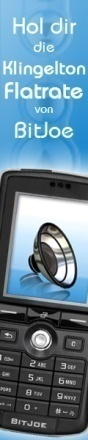 Hol dir
die
Klingelton
Flatrate
von
BitJoe
BITJOE